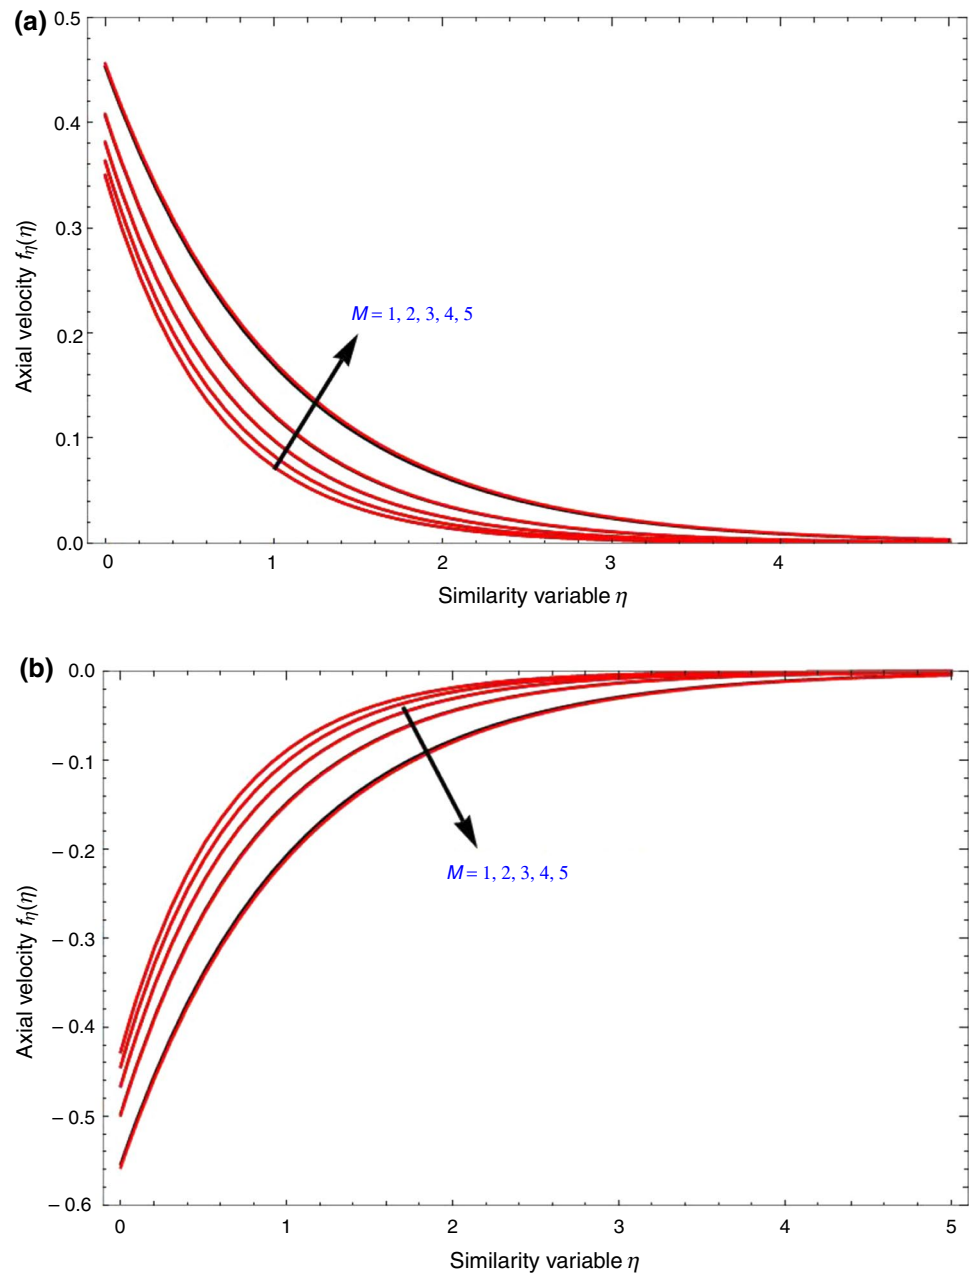 (a)
0.5
0.4
0.3
0.2
0.1
0.0
Axial velocity fη(η)
M = 1, 2, 3, 4, 5
0 1 2 3 4
Similarity variable η
(b)
0.0
– 0.1
– 0.2
– 0.3
– 0.4
– 0.5
– 0.6
Axial velocity fη(η)
M = 1, 2, 3, 4, 5
0 1 2 3 4 5
Similarity variable η